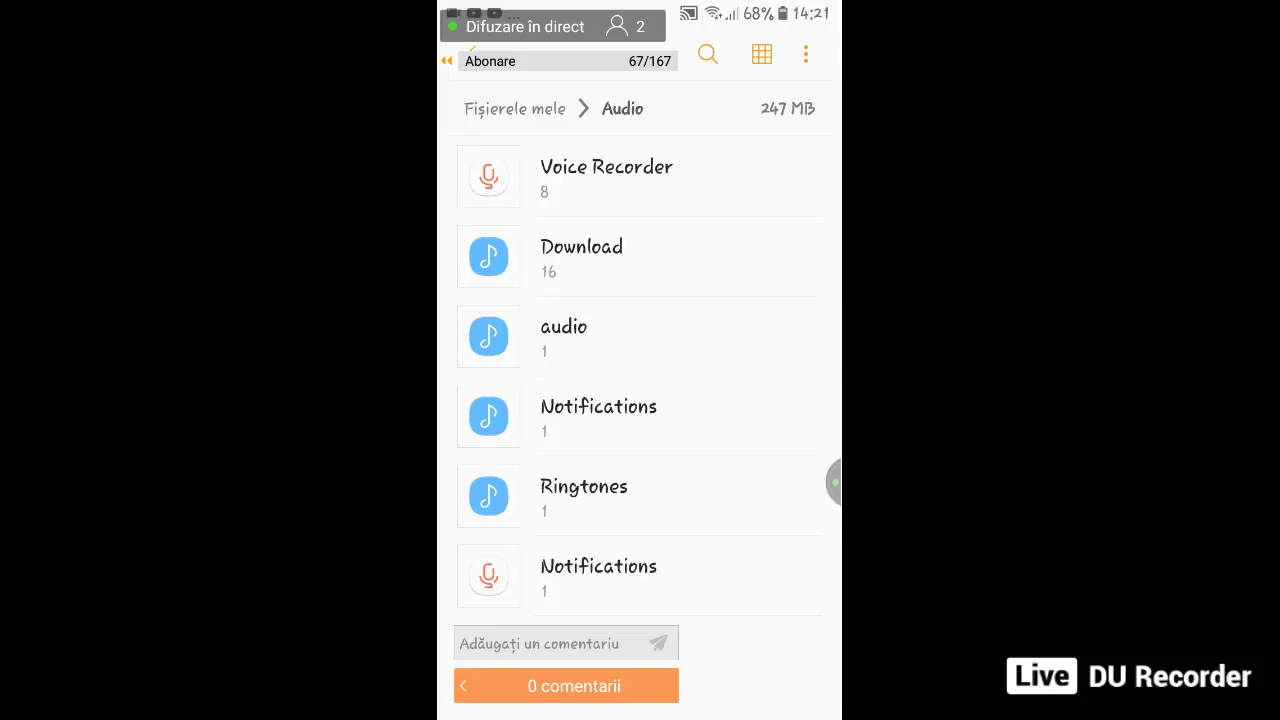 68% 14:21
Difuzare în direct 2
Abonare 67/167
Fișierele mele > Audio 247 MB
Voice Recorder
8
Download
16
audio
1
Notifications
1
Ringtones
1
Notifications
1
Adăugați un comentariu
0 comentarii
Live DU Recorder